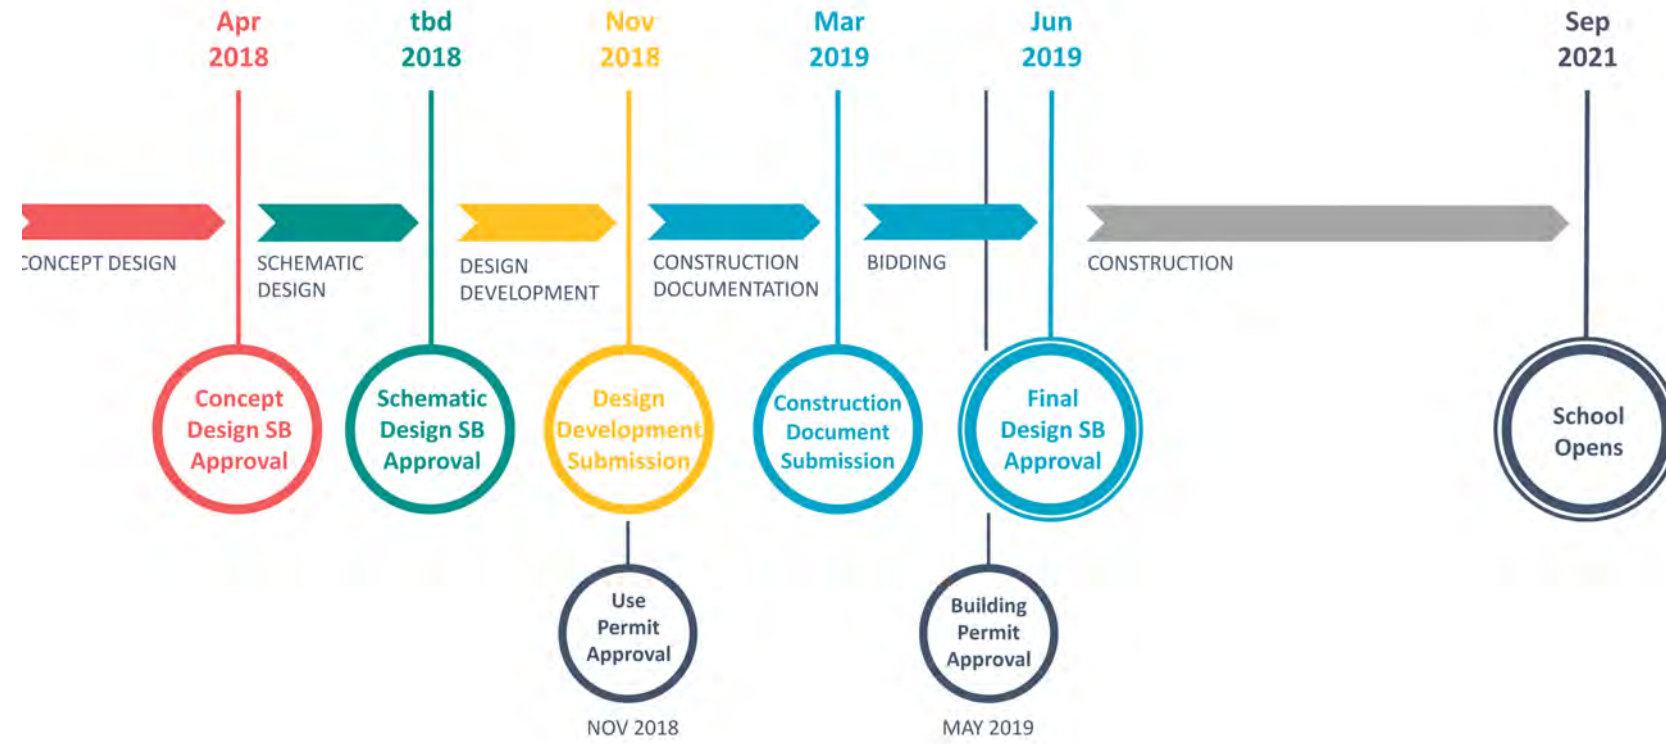 Apr
2018
tbd
2018
Nov
2018
Mar
2019
Jun
2019
Sep
2021
CONCEPT DESIGN
SCHEMATIC
DESIGN
DESIGN
DEVELOPMENT
CONSTRUCTION
DOCUMENTATION
BIDDING
CONSTRUCTION
Concept
Design SB
Approval
Schematic
Design SB
Approval
Design
Development
Submission
Construction
Document
Submission
Final
Design SB
Approval
School
Opens
Use
Permit
Approval
Building
Permit
Approval
NOV 2018
MAY 2019